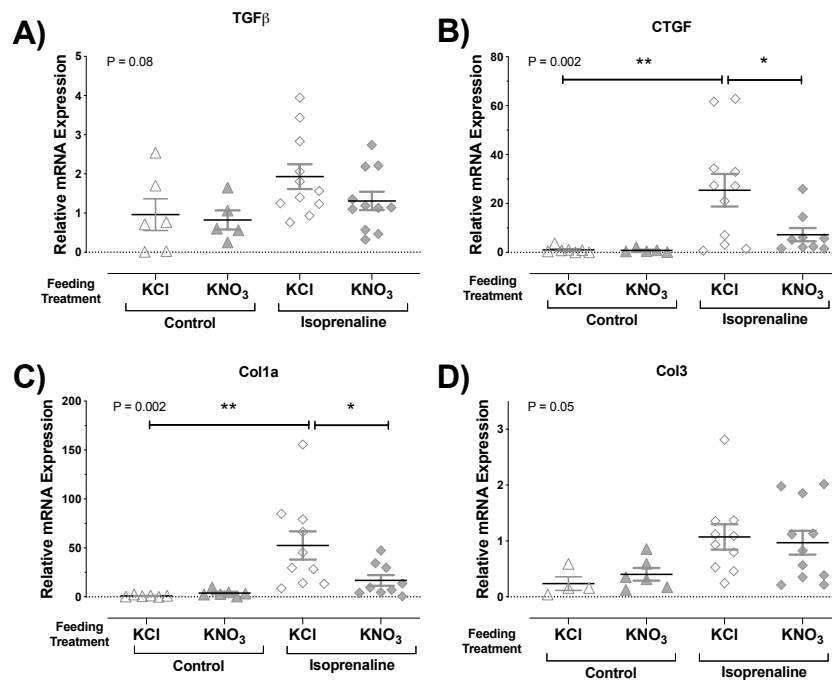 A)
TGFβ
P = 0.08
Relative mRNA Expression
5
4
3
2
1
0
Feeding Treatment
KCl KNO3 KCl KNO3
Control Isoprenaline
B)
CTGF
P = 0.002
** *
Relative mRNA Expression
80
60
40
20
0
Feeding Treatment
KCl KNO3 KCl KNO3
Control Isoprenaline
C)
Col1a
P = 0.002
** *
Relative mRNA Expression
200
150
100
50
0
Feeding
Treatment
KCl KNO3 KCl KNO3
Control Isoprenaline
D)
Col3
P = 0.05
Relative mRNA Expression
3
2
1
0
Feeding
Treatment
KCl KNO3 KCl KNO3
Control Isoprenaline